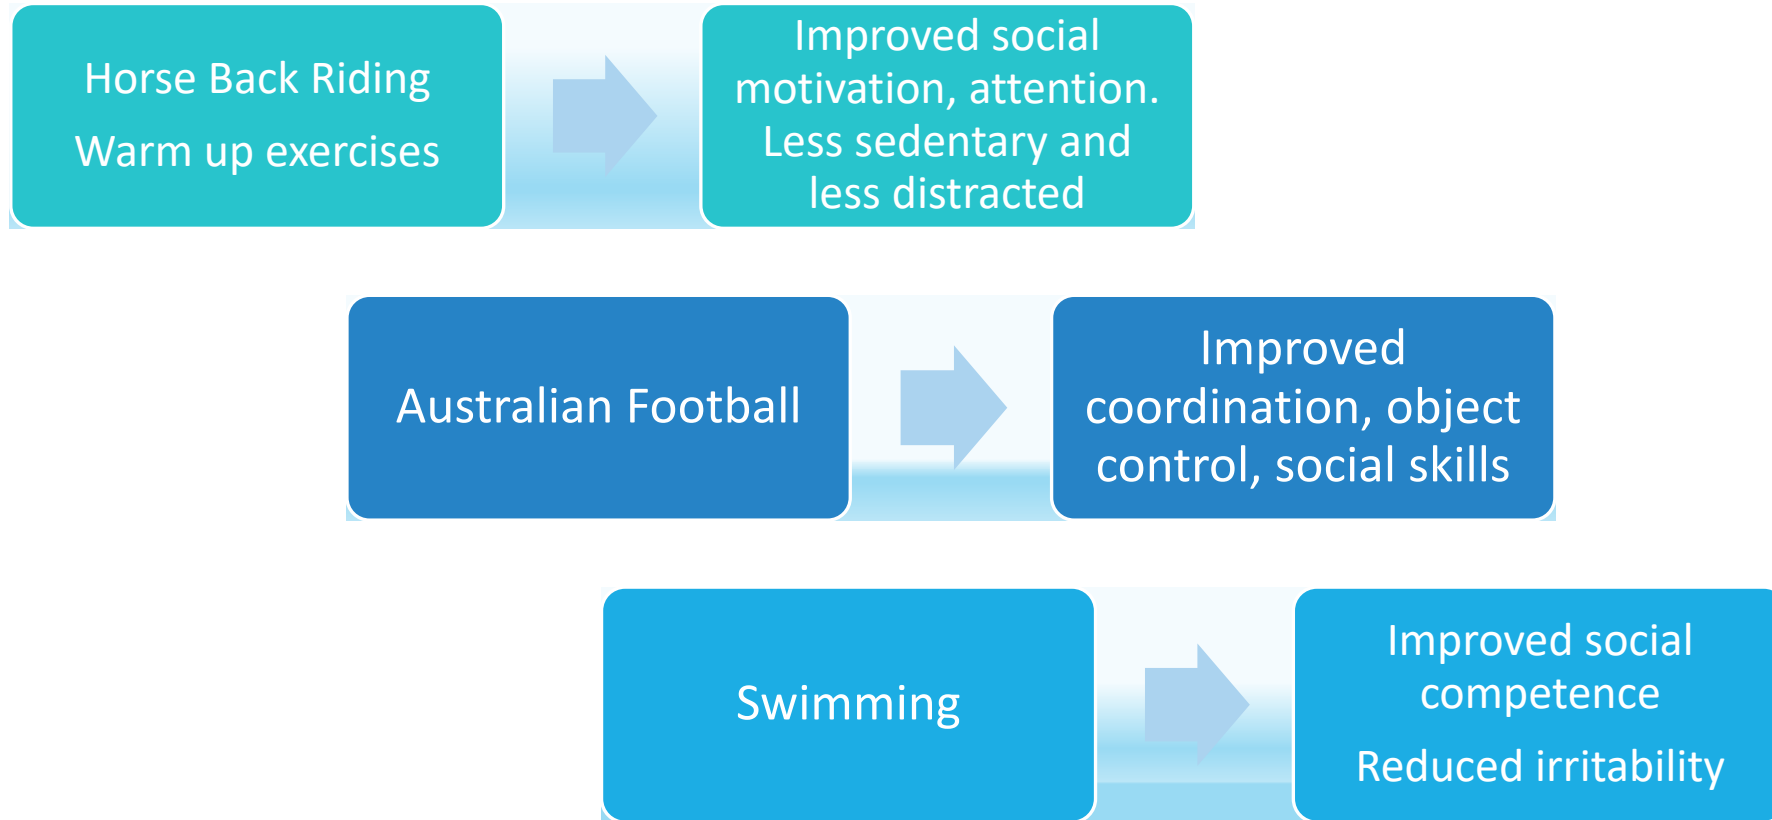 Horse Back Riding
Warm up exercises
Improved social
motivation, attention.
Less sedentary and
less distracted
Australian Football
Improved
coordination, object
control, social skills
Swimming
Improved social
competence
Reduced irritability